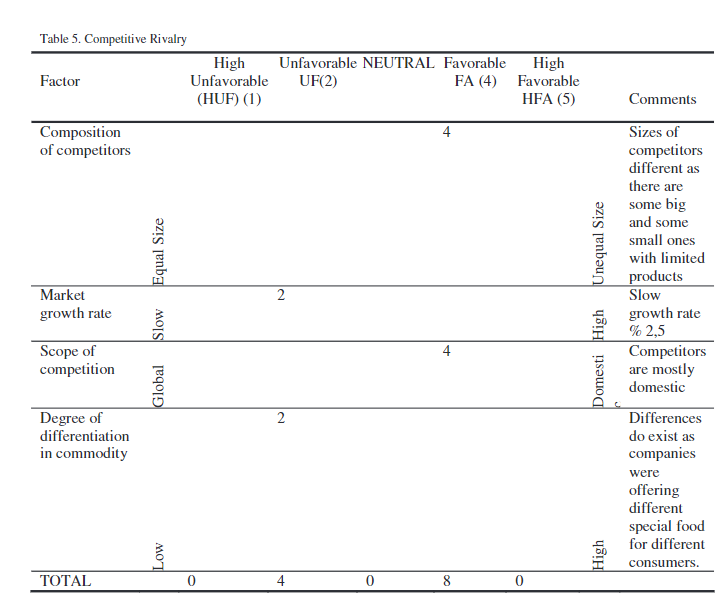 Table 5. Competitive Rivalry
Factor
High Unfavorable (HUF) (1)
Unfavorable UF(2)
NEUTRAL
Favorable FA (4)
High Favorable HFA (5)
Comments
Composition of competitors
Equal Size
4
Unequal Size
Sizes of
competitors
different as
there are
some big
and some
small ones
with limited
products
Market growth rate
Slow
2
High
Slow
growth rate
% 2,5
Scope of competition
Global
4
Domestic
Competitors
are mostly
domestic
Degree of differentiation in commodity
Low
2
High
Differences
do exist as
companies
were
offering
different
special food
for different
consumers.
TOTAL 0 4 0 8 0